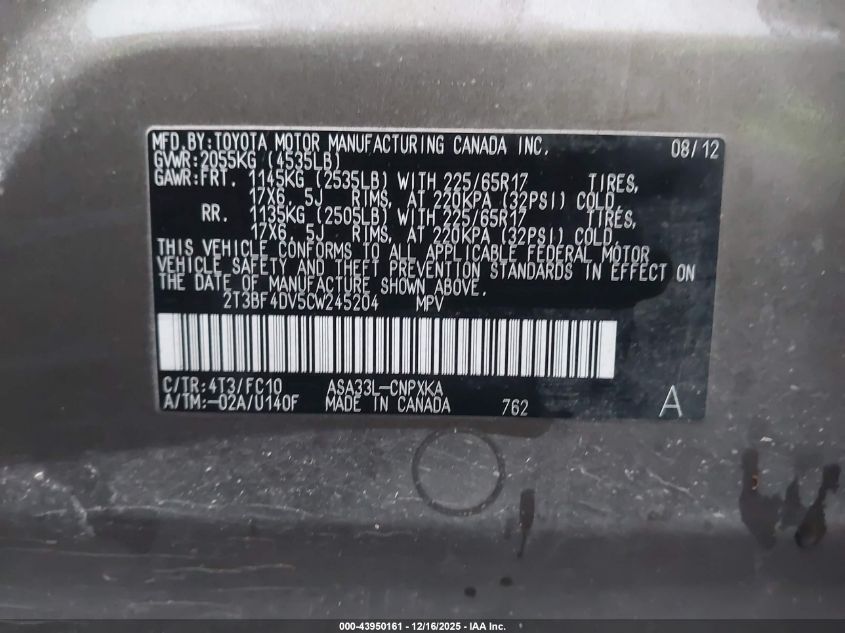 MFD.BY:TOYOTA MOTOR MANUFACTURING CANADA INC. 08/12
GVWR:2055KG (4535LB)
GAWR:FRT. 1145KG (2535LB) WITH 225/65R17 TIRES,
17X6.5J RIMS, AT 220KPA (32PSI) COLD.
RR. 1135KG (2505LB) WITH 225/65R17 TIRES,
17X6.5J RIMS, AT 220KPA (32PSI) COLD.
THIS VEHICLE CONFORMS TO ALL APPLICABLE FEDERAL MOTOR
VEHICLE SAFETY AND THEFT PREVENTION STANDARDS IN EFFECT ON
THE DATE OF MANUFACTURE SHOWN ABOVE.
2T3BF4DV5CW245204 MPV
C/TR:4T3/FC10 ASA33L-CNPXKA
A/TM:-02A/U140F MADE IN CANADA 762 A
000-43950161 - 12/16/2025 - IAA Inc.